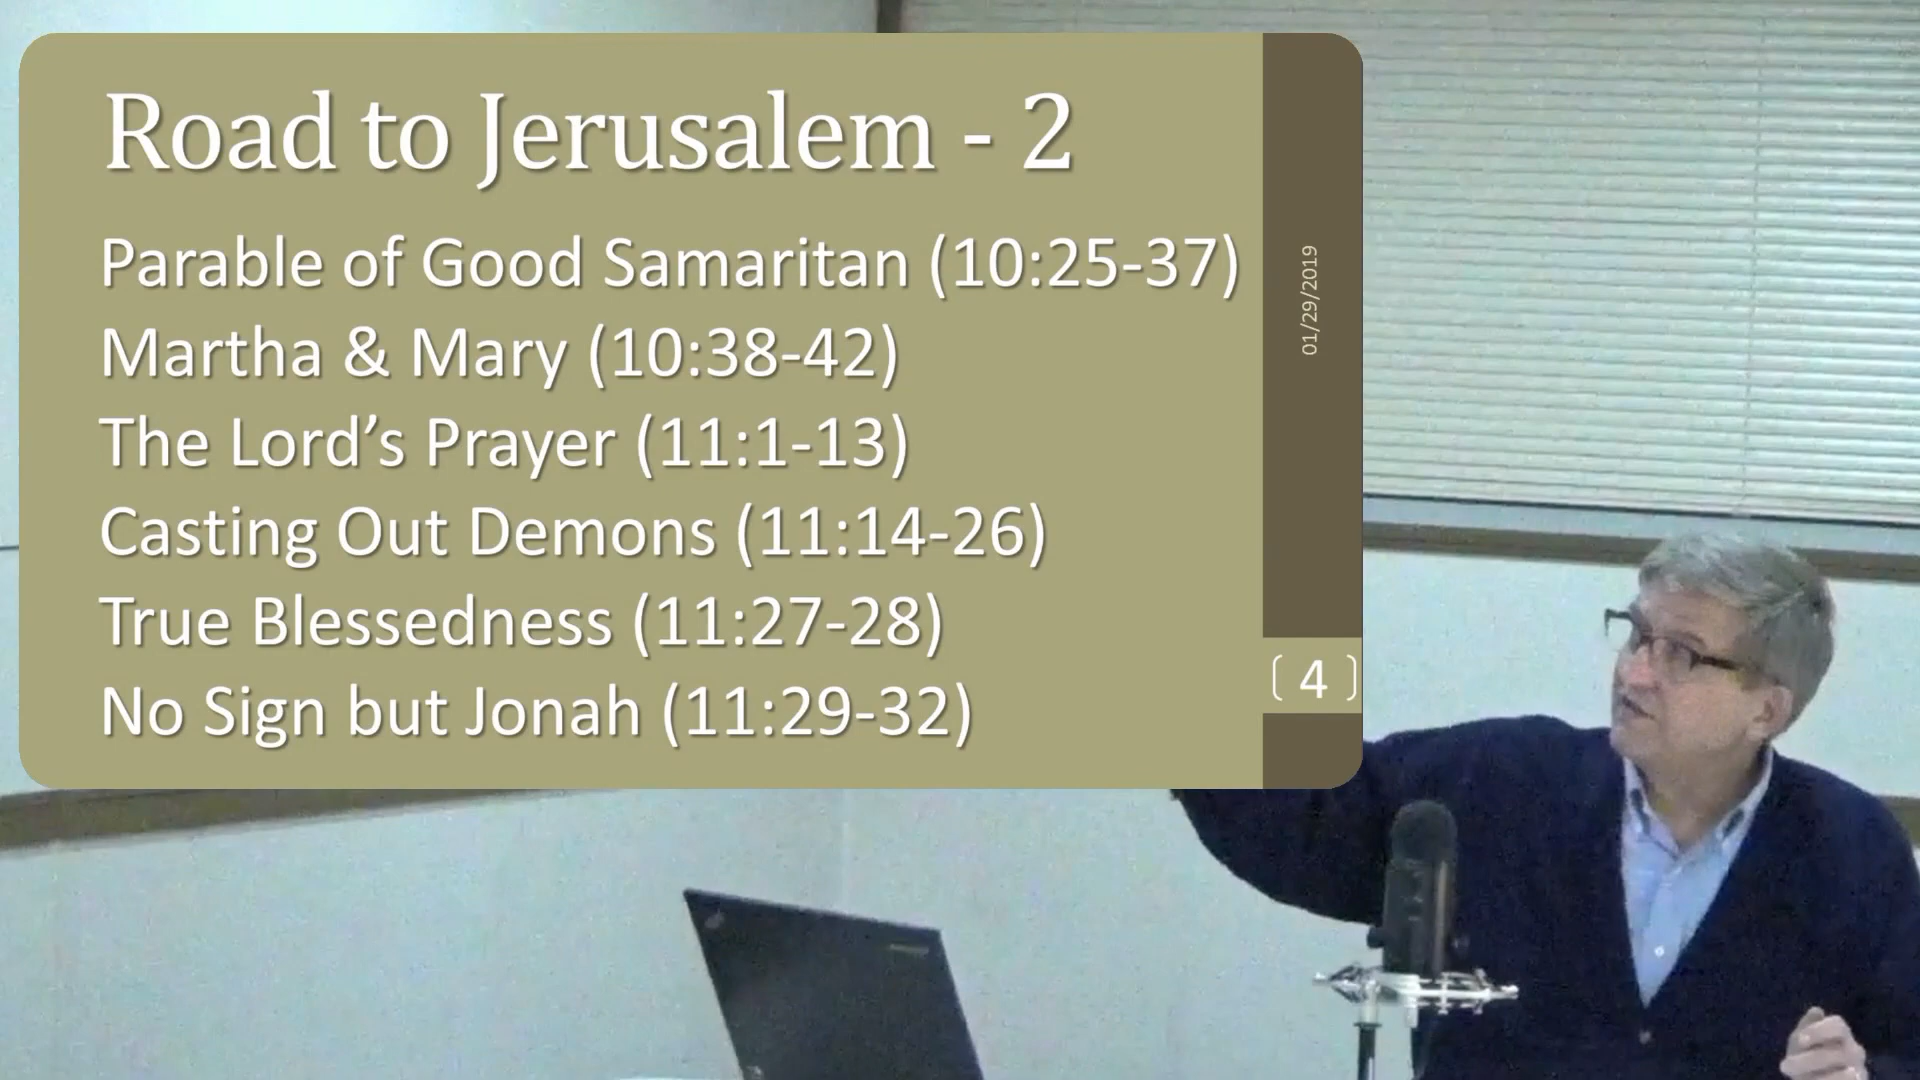 Road to Jerusalem - 2
Parable of Good Samaritan (10:25-37)
Martha & Mary (10:38-42)
The Lord’s Prayer (11:1-13)
Casting Out Demons (11:14-26)
True Blessedness (11:27-28)
No Sign but Jonah (11:29-32)
01/29/2019
4